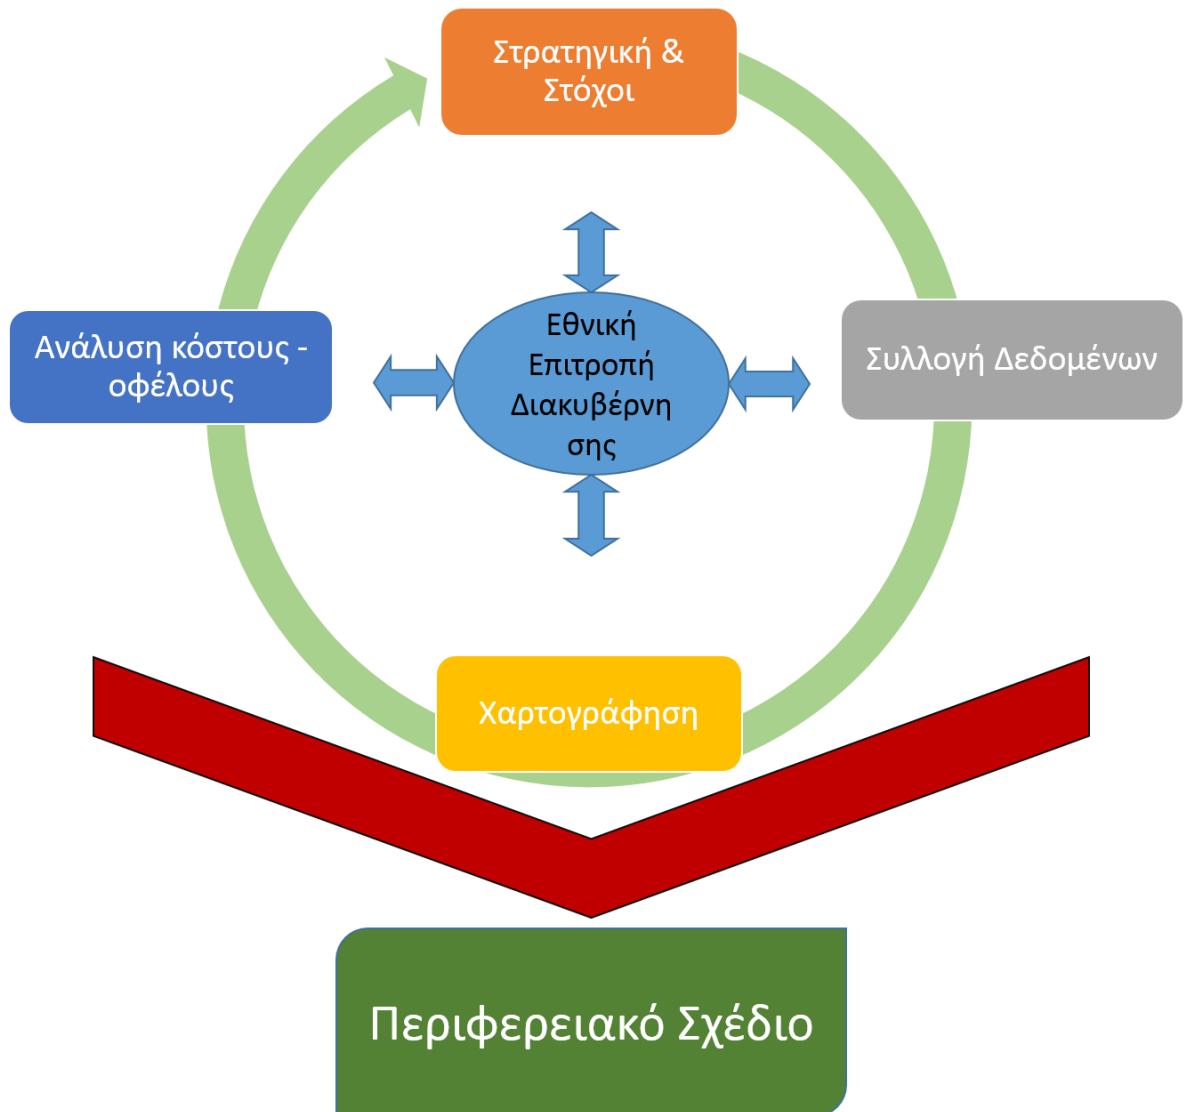 Στρατηγική &
Στόχοι
Ανάλυση κόστους -
οφέλους
Εθνική
Επιτροπή
Διακυβέρνη
σης
Συλλογή Δεδομένων
Χαρτογράφηση
Περιφερειακό Σχέδιο